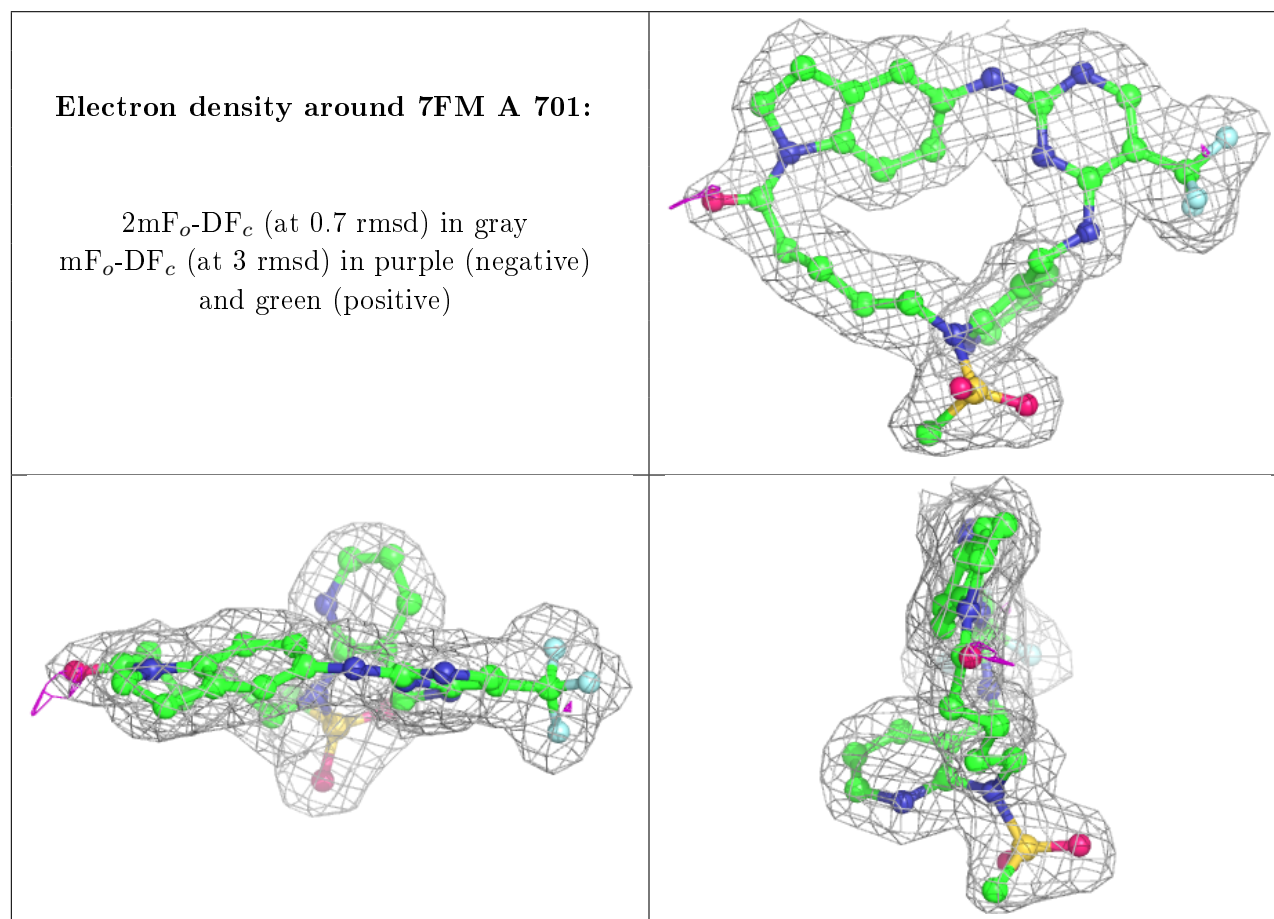 Electron density around 7FM A 701:
2mFₒ-DF𝒸 (at 0.7 rmsd) in gray
mFₒ-DF𝒸 (at 3 rmsd) in purple (negative)
and green (positive)